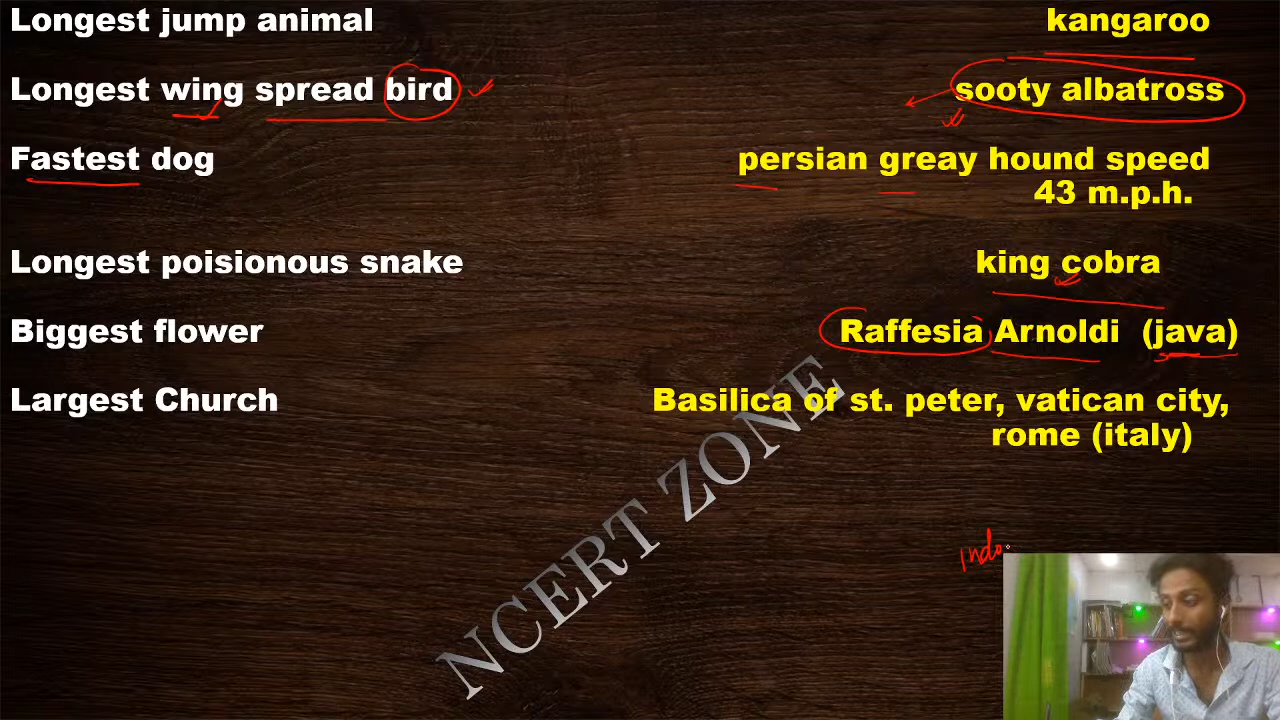 Longest jump animal kangaroo
Longest wing spread bird sooty albatross
Fastest dog persian greay hound speed
43 m.p.h.
Longest poisionous snake king cobra
Biggest flower Raffesia Arnoldi (java)
Largest Church Basilica of st. peter, vatican city,
rome (italy)
NCERT ZONE
indo